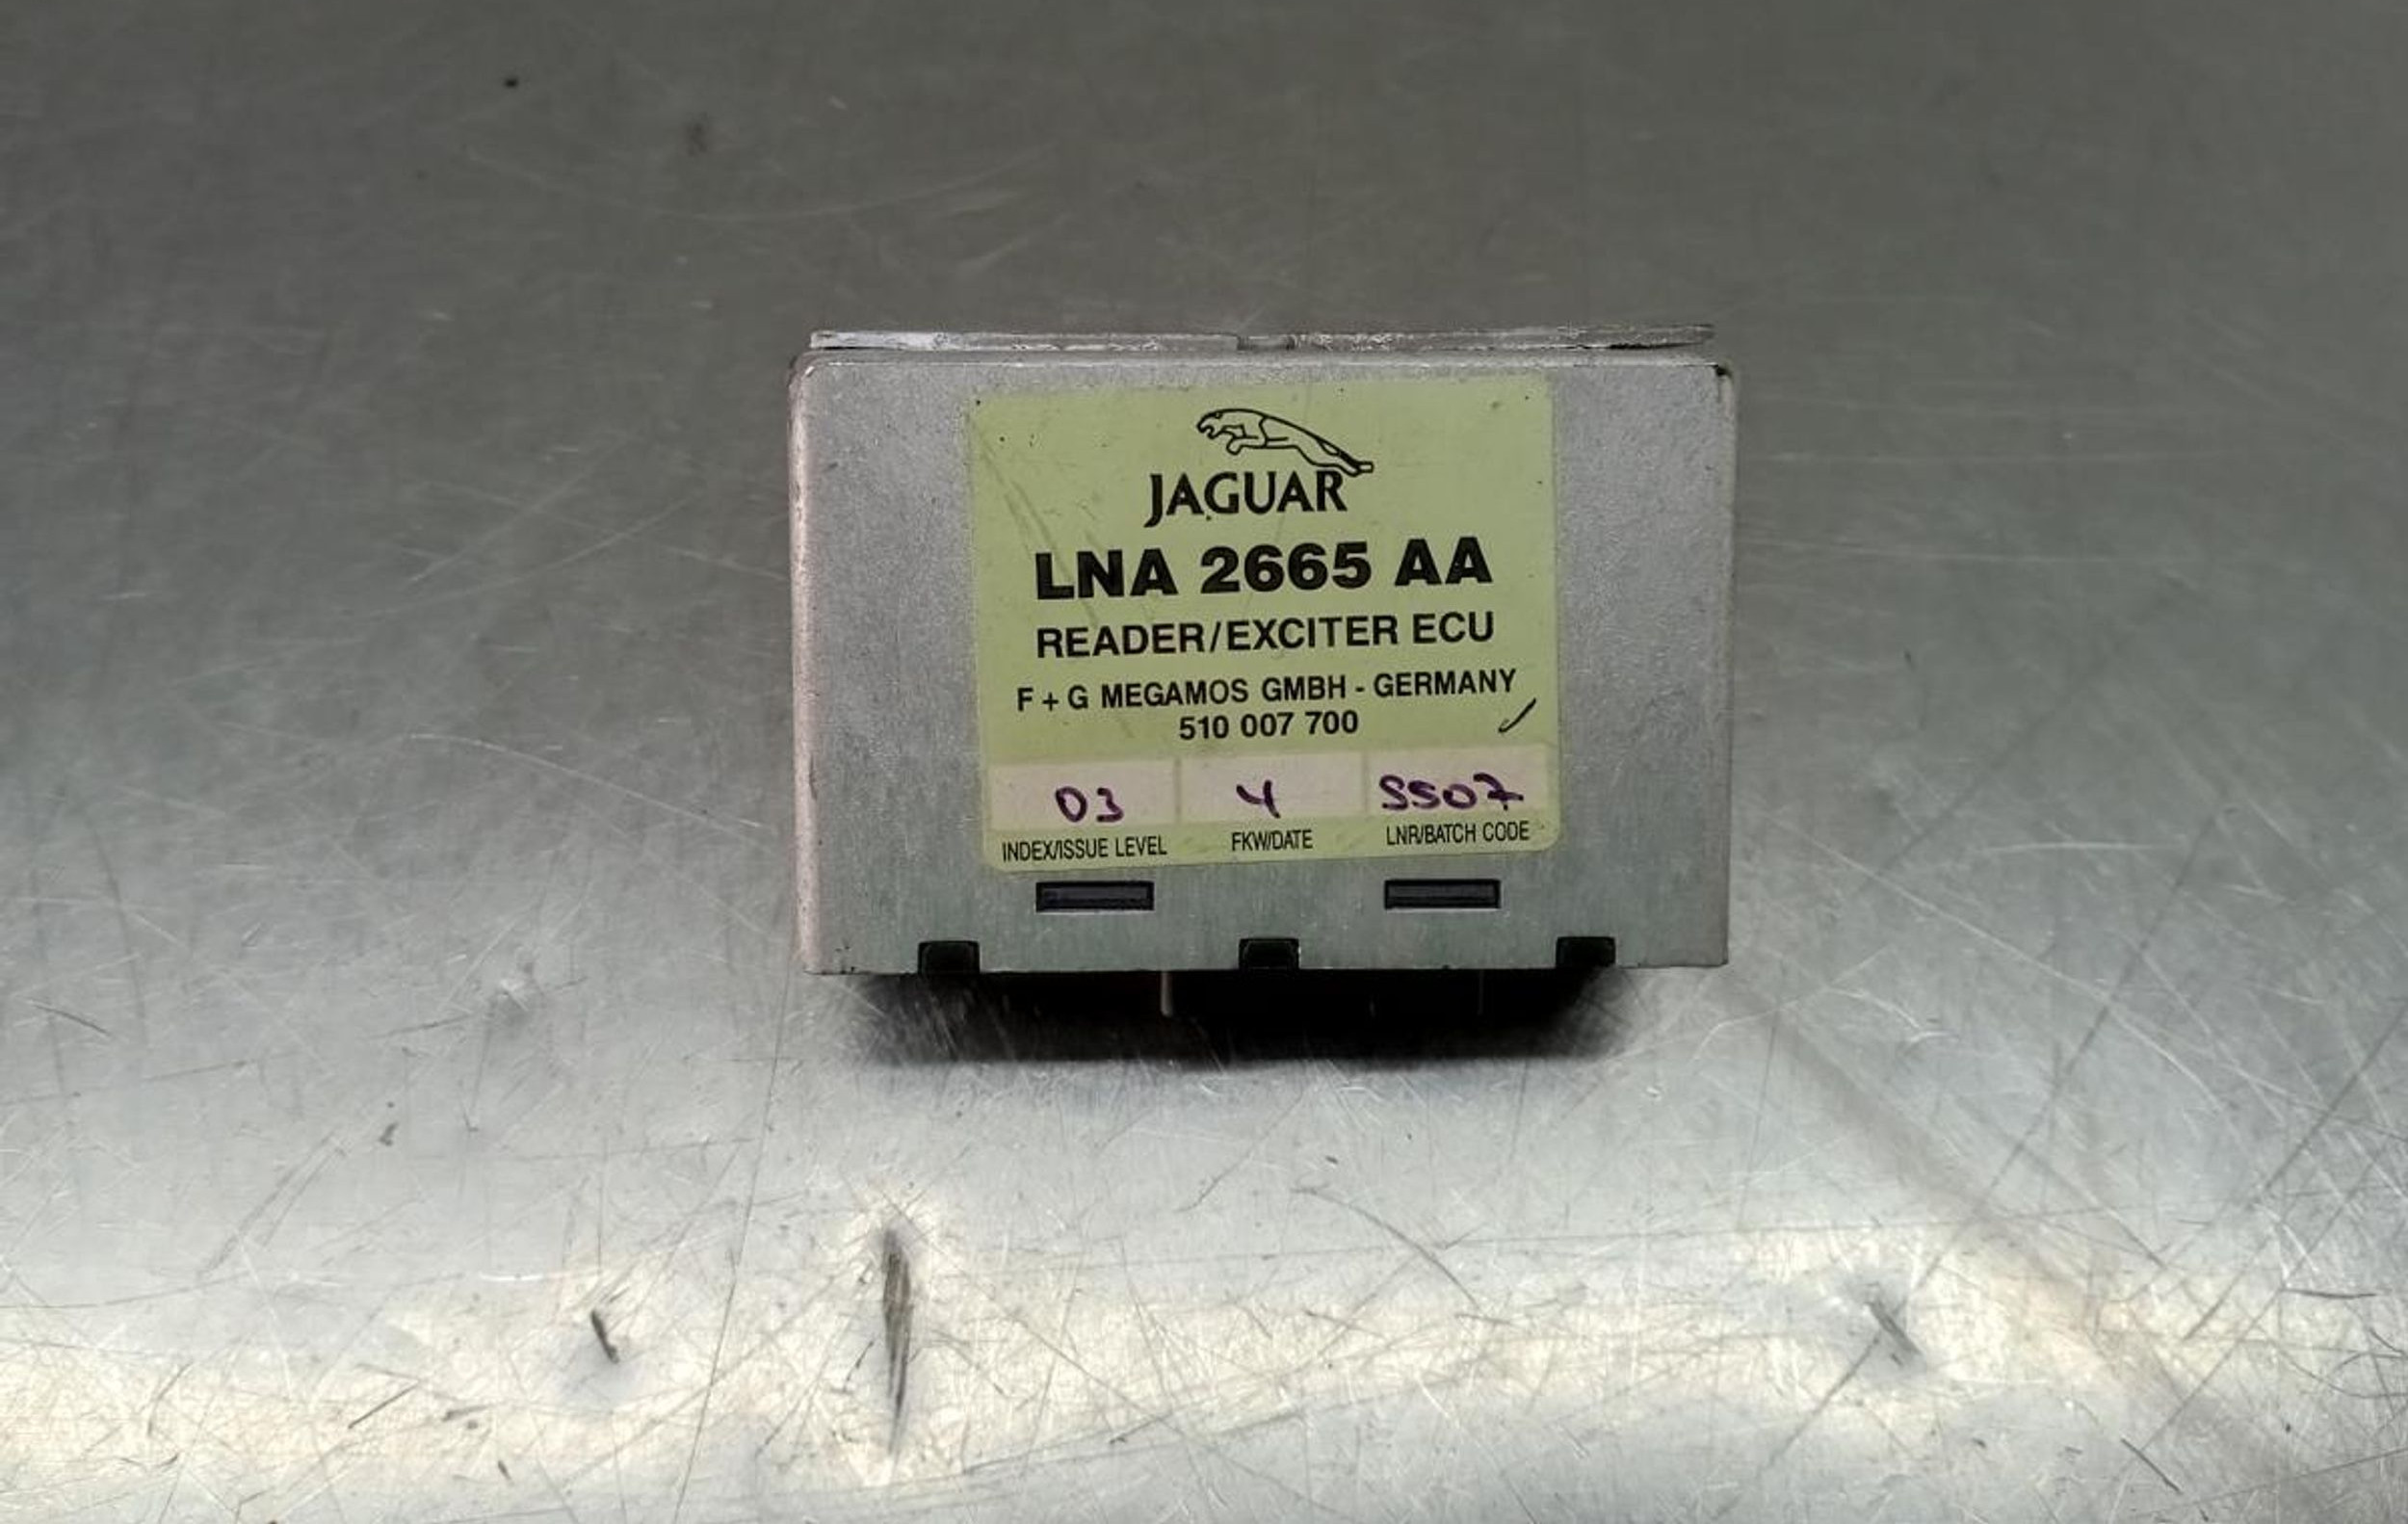 JAGUAR
LNA 2665 AA
READER/EXCITER ECU
F + G MEGAMOS GMBH - GERMANY
510 007 700
03 4 5507
INDEX/ISSUE LEVEL FKW/DATE LNR/BATCH CODE